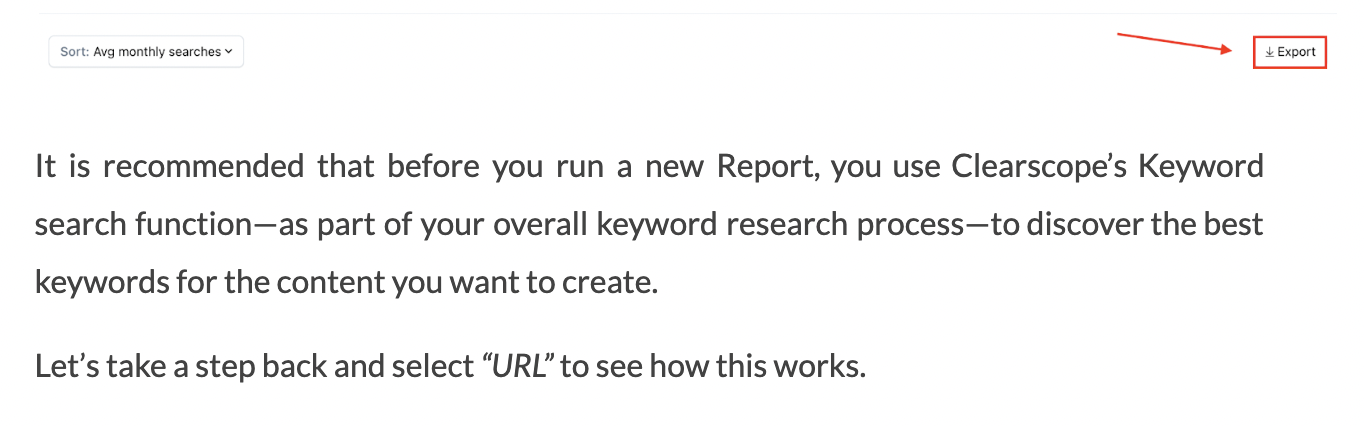 Sort: Avg monthly searches
Export
It is recommended that before you run a new Report, you use Clearscope’s Keyword
search function—as part of your overall keyword research process—to discover the best
keywords for the content you want to create.
Let’s take a step back and select “URL” to see how this works.